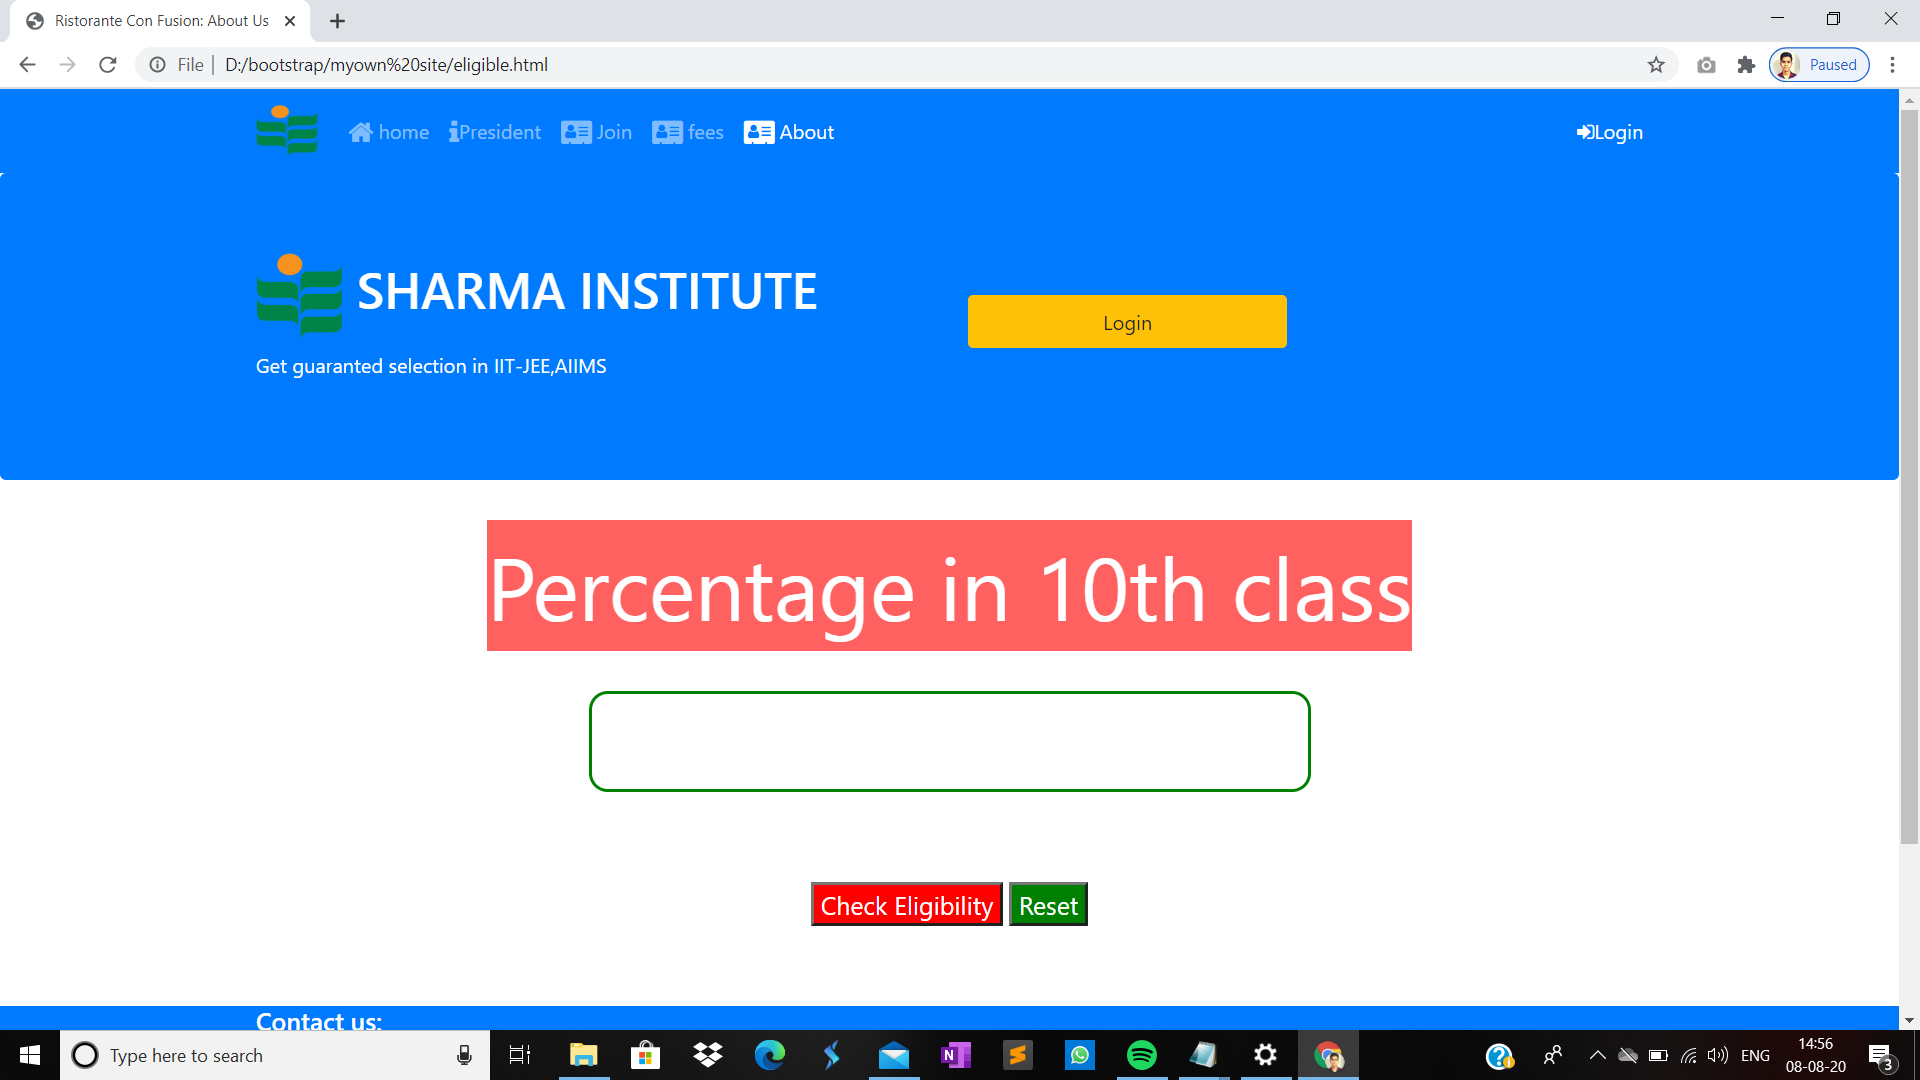 Ristorante Con Fusion: About Us
File | D:/bootstrap/myown%20site/eligible.html
Paused
home President Join fees About Login
SHARMA INSTITUTE
Login
Get guaranted selection in IIT-JEE,AIIMS
Percentage in 10th class
Check Eligibility Reset
Contact us:
Type here to search
N
S
ENG
14:56
08-08-20
3